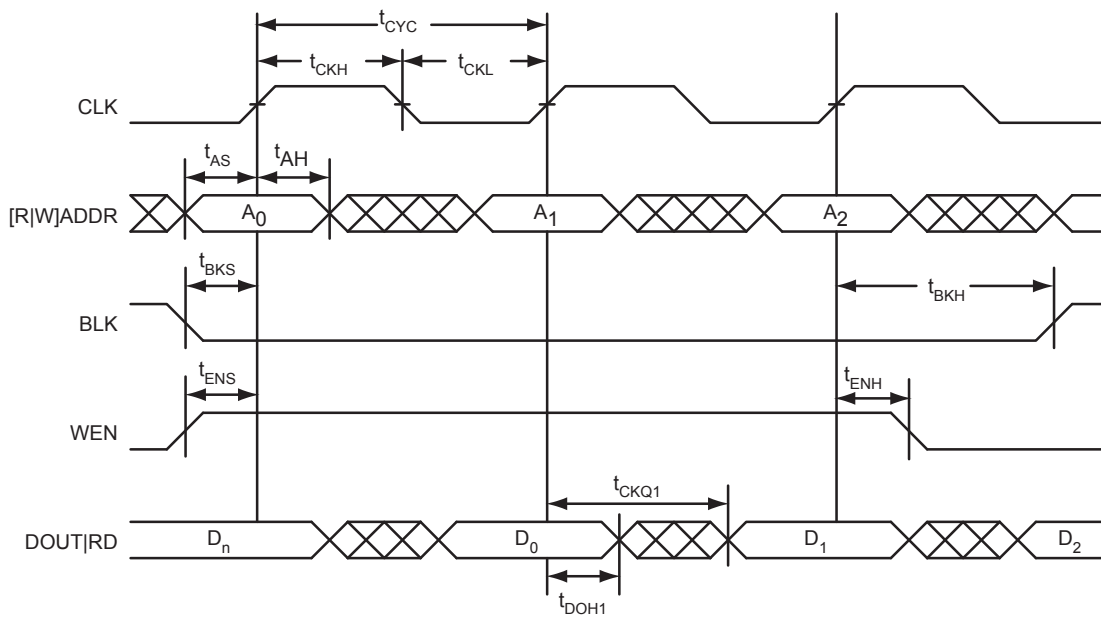 tCYC
tCKH tCKL
CLK
tAS tAH
[R|W]ADDR A0 A1 A2
tBKS tBKH
BLK
tENS tENH
WEN
tCKQ1
DOUT|RD Dn D0 D1 D2
tDOH1